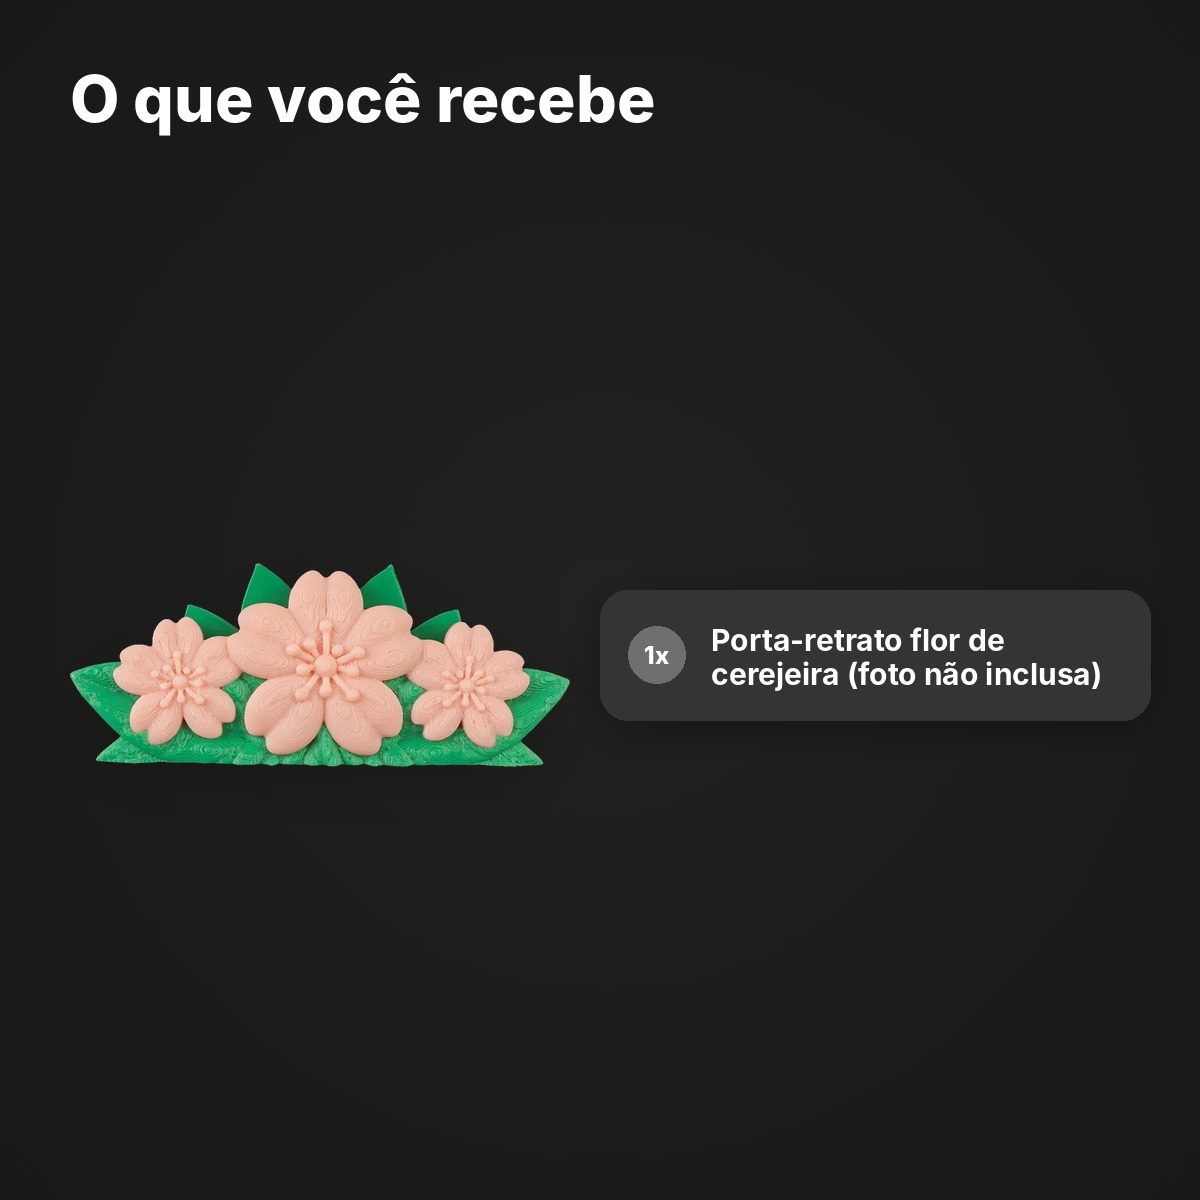 O que você recebe
1x
Porta-retrato flor de
cerejeira (foto não inclusa)